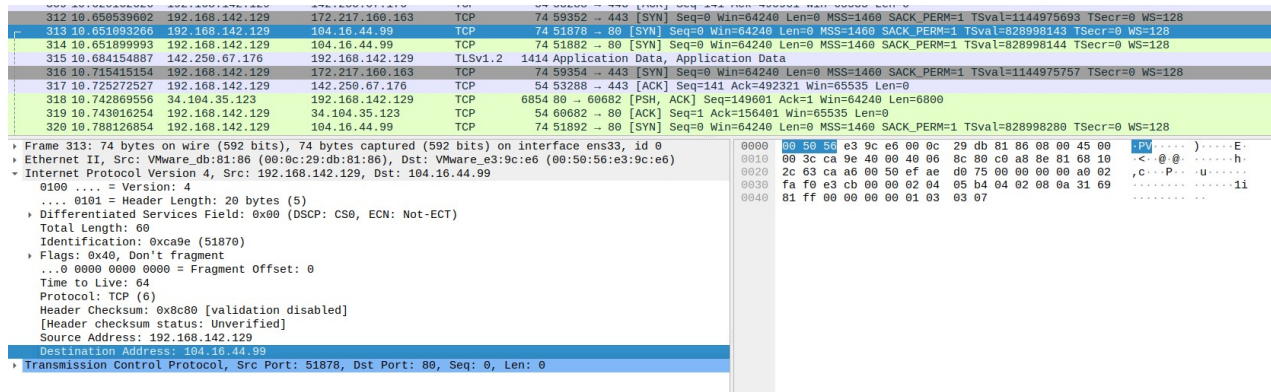 312 10.650539602 192.168.142.129 172.217.160.163 TCP 74 59352 → 443 [SYN] Seq=0 Win=64240 Len=0 MSS=1460 SACK_PERM=1 TSval=1144975693 TSecr=0 WS=128
313 10.651093266 192.168.142.129 104.16.44.99 TCP 74 51878 → 80 [SYN] Seq=0 Win=64240 Len=0 MSS=1460 SACK_PERM=1 TSval=828998143 TSecr=0 WS=128
314 10.651899993 192.168.142.129 104.16.44.99 TCP 74 51882 → 80 [SYN] Seq=0 Win=64240 Len=0 MSS=1460 SACK_PERM=1 TSval=828998144 TSecr=0 WS=128
315 10.684154887 142.250.67.176 192.168.142.129 TLSv1.2 1414 Application Data, Application Data
316 10.715415154 192.168.142.129 172.217.160.163 TCP 74 59354 → 443 [SYN] Seq=0 Win=64240 Len=0 MSS=1460 SACK_PERM=1 TSval=1144975757 TSecr=0 WS=128
317 10.725272527 192.168.142.129 142.250.67.176 TCP 54 53288 → 443 [ACK] Seq=141 Ack=492321 Win=65535 Len=0
318 10.742869556 34.104.35.123 192.168.142.129 TCP 6854 80 → 60682 [PSH, ACK] Seq=149601 Ack=1 Win=64240 Len=6800
319 10.743016254 192.168.142.129 34.104.35.123 TCP 54 60682 → 80 [ACK] Seq=1 Ack=156401 Win=65535 Len=0
320 10.788126854 192.168.142.129 104.16.44.99 TCP 74 51892 → 80 [SYN] Seq=0 Win=64240 Len=0 MSS=1460 SACK_PERM=1 TSval=828998280 TSecr=0 WS=128
Frame 313: 74 bytes on wire (592 bits), 74 bytes captured (592 bits) on interface ens33, id 0
Ethernet II, Src: VMware_db:81:86 (00:0c:29:db:81:86), Dst: VMware_e3:9c:e6 (00:50:56:e3:9c:e6)
Internet Protocol Version 4, Src: 192.168.142.129, Dst: 104.16.44.99
0100 .... = Version: 4
.... 0101 = Header Length: 20 bytes (5)
Differentiated Services Field: 0x00 (DSCP: CS0, ECN: Not-ECT)
Total Length: 60
Identification: 0xca9e (51870)
Flags: 0x40, Don't fragment
...0 0000 0000 0000 = Fragment Offset: 0
Time to Live: 64
Protocol: TCP (6)
Header Checksum: 0x8c80 [validation disabled]
[Header checksum status: Unverified]
Source Address: 192.168.142.129
Destination Address: 104.16.44.99
Transmission Control Protocol, Src Port: 51878, Dst Port: 80, Seq: 0, Len: 0
0000 00 50 56 e3 9c e6 00 0c 29 db 81 86 08 00 45 00 ·PV····· )·····E·
0010 00 3c ca 9e 40 00 40 06 8c 80 c0 a8 8e 81 68 10 ·<··@·@· ······h·
0020 2c 63 ca a6 00 50 ef ae d0 75 00 00 00 00 a0 02 ,c···P·· ·u······
0030 fa f0 e3 cb 00 00 02 04 05 b4 04 02 08 0a 31 69 ········ ······1i
0040 81 ff 00 00 00 00 01 03 03 07 ········ ··